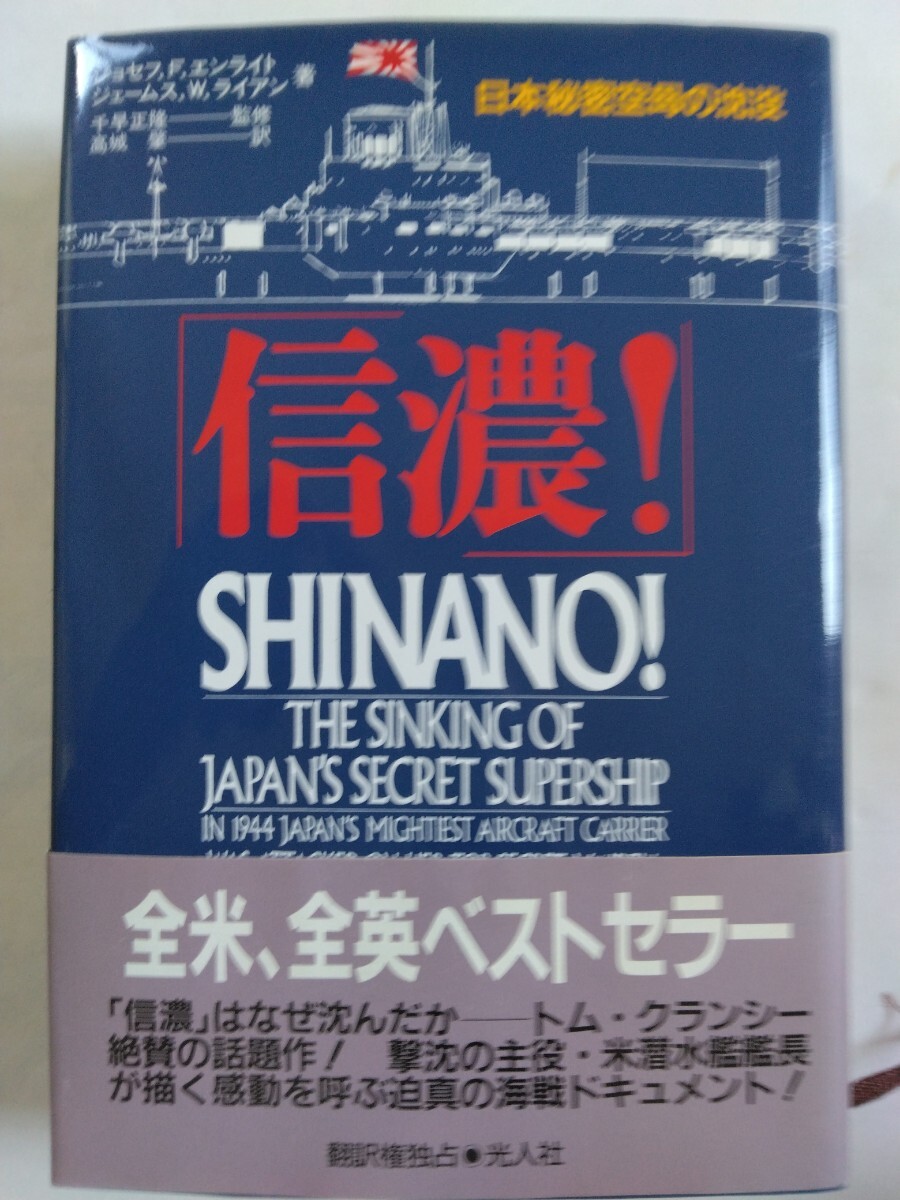 ジョセフ,F,エンライト
ジェームス,W,ライアン 著
千早正隆――監修
高城 肇――訳
日本秘密空母の沈没
信濃!
SHINANO!
THE SINKING OF
JAPAN'S SECRET SUPERSHIP
IN 1944 JAPAN'S MIGHTIEST AIRCRAFT CARRIER
全米、全英ベストセラー
「信濃」はなぜ沈んだか――トム・クランシー
絶賛の話題作! 撃沈の主役・米潜水艦艦長
が描く感動を呼ぶ迫真の海戦ドキュメント!
翻訳権独占●光人社